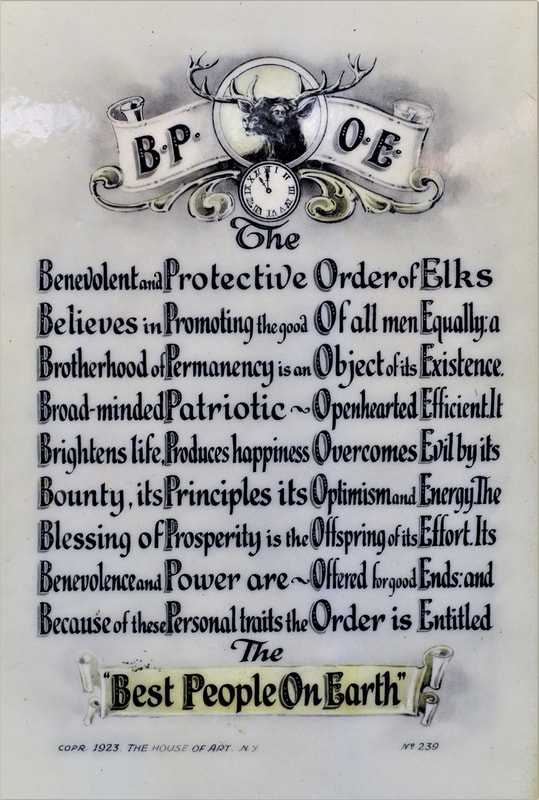 B.P. O.E.
The
Benevolent and Protective Order of Elks
Believes in Promoting the good Of all men Equally: a
Brotherhood of Permanency is an Object of its Existence.
Broad-minded Patriotic ~ Openhearted Efficient. It
Brightens life, Produces happiness Overcomes Evil by its
Bounty, its Principles its Optimism and Energy. The
Blessing of Prosperity is the Offspring of its Effort. Its
Benevolence and Power are ~ Offered for good Ends: and
Because of these Personal traits the Order is Entitled
The
"Best People On Earth"
COPR. 1923. THE HOUSE OF ART N.Y Nº 239